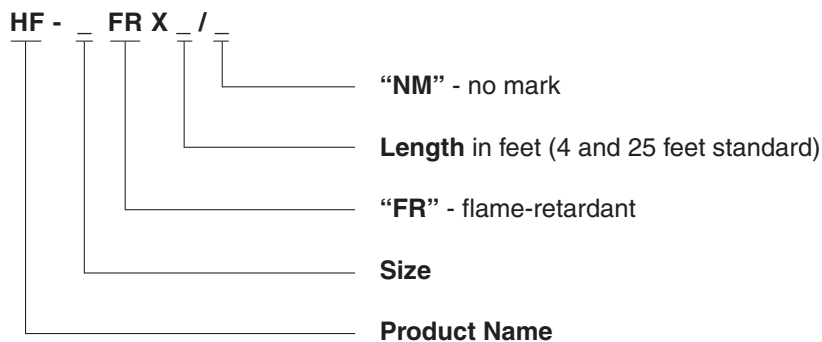 HF - _ FR X _ / _
“NM” - no mark
Length in feet (4 and 25 feet standard)
“FR” - flame-retardant
Size
Product Name